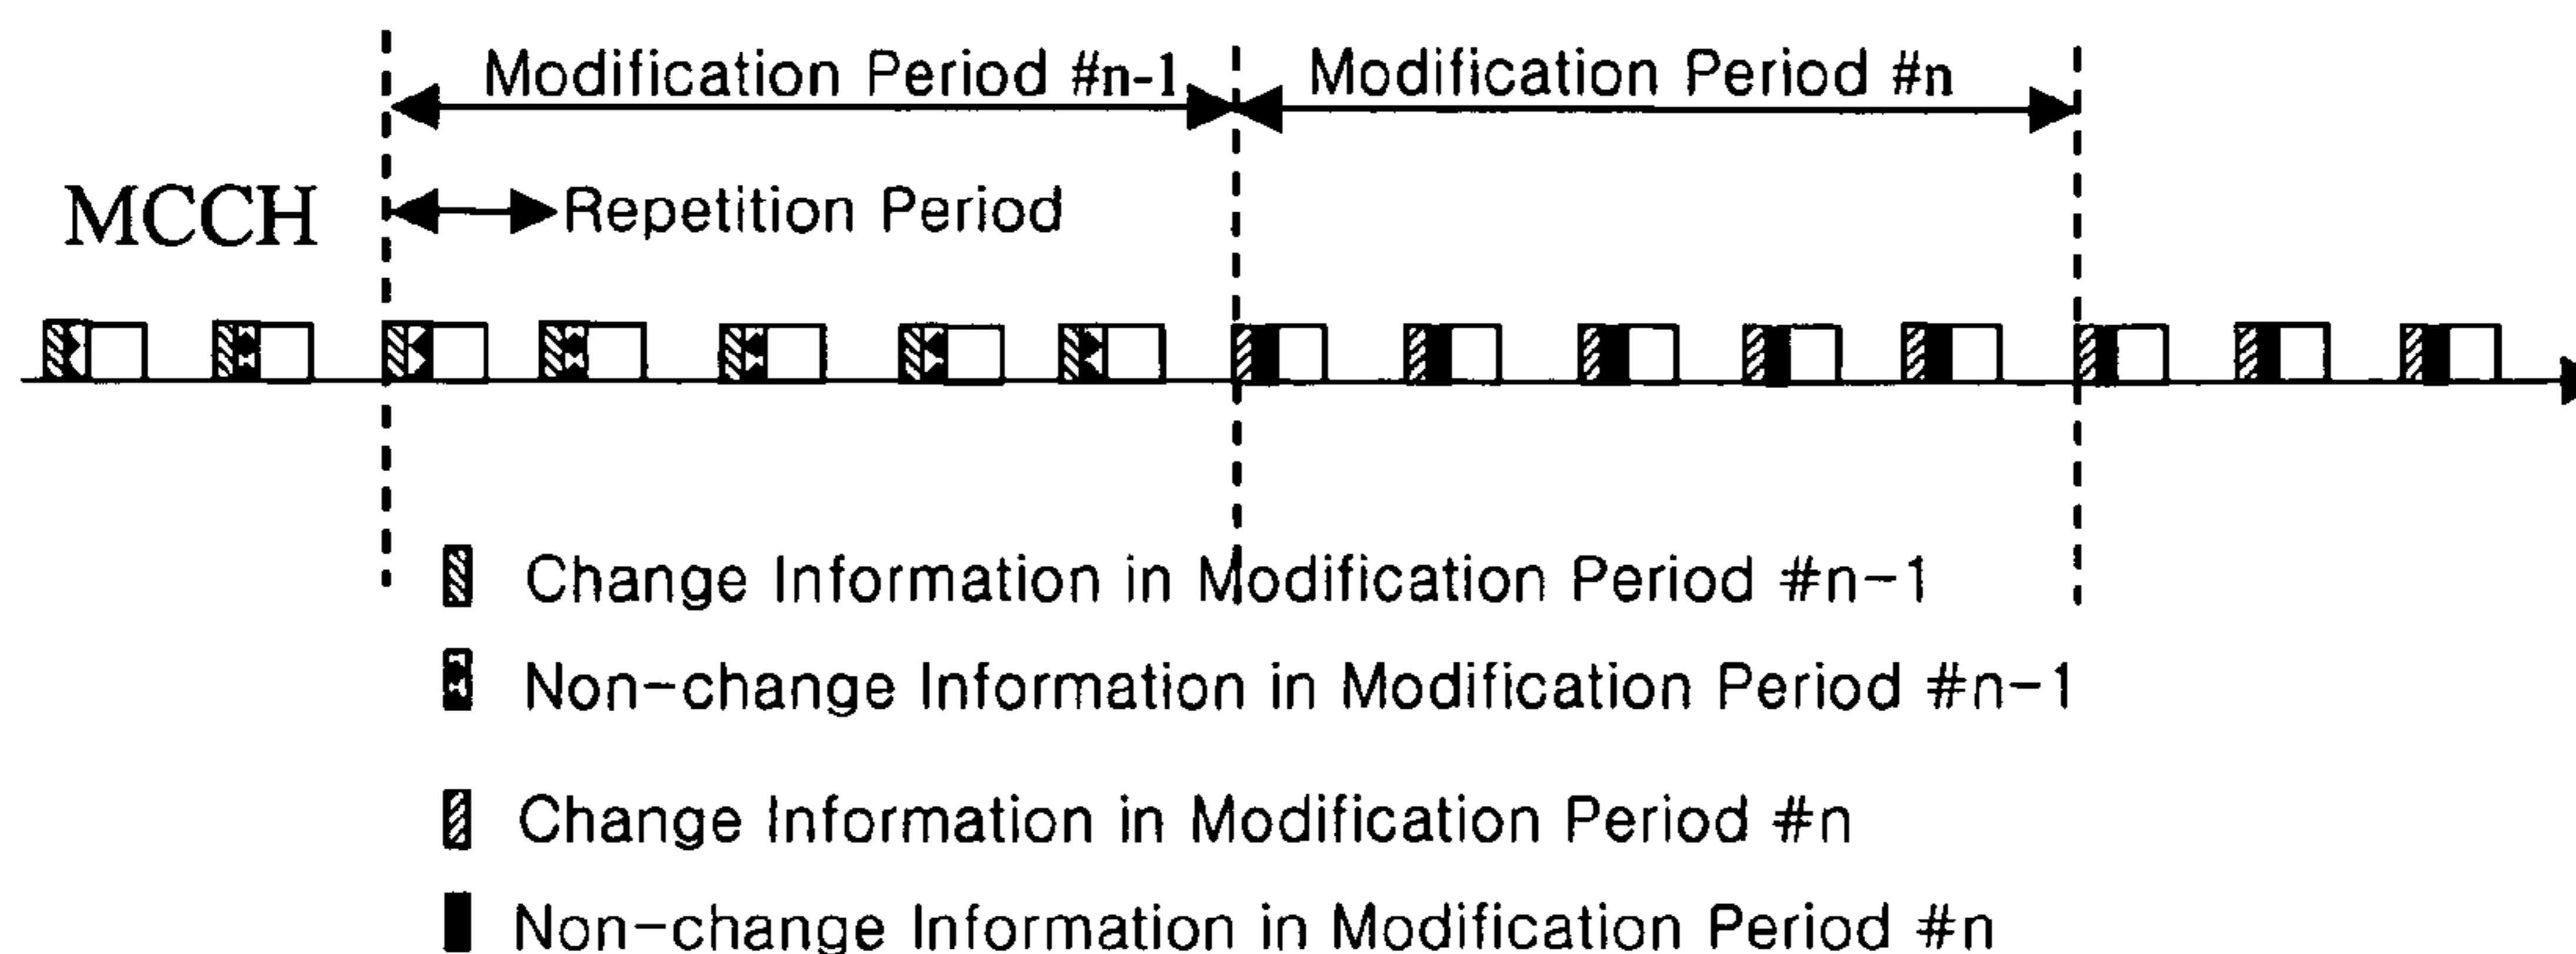 Modification Period #n-1
Modification Period #n
MCCH
Repetition Period
Change Information in Modification Period #n-1
Non-change Information in Modification Period #n-1
Change Information in Modification Period #n
Non-change Information in Modification Period #n